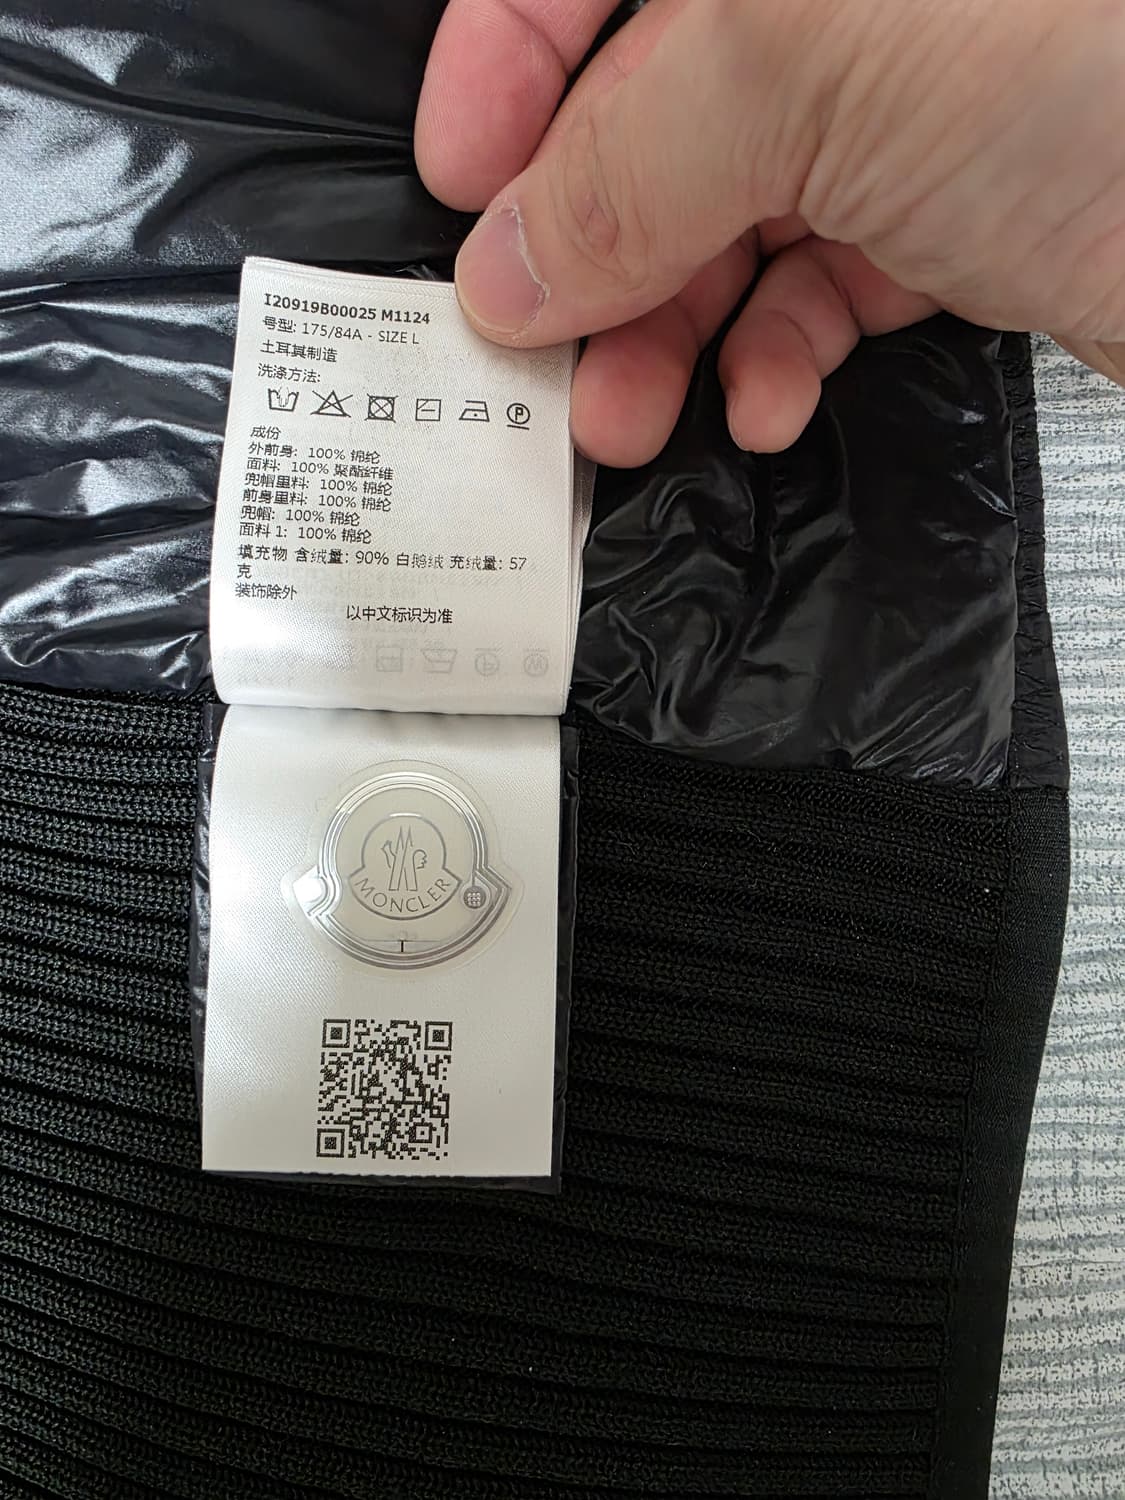 I20919B00025 M1124
号型: 175/84A - SIZE L
土耳其制造
洗涤方法:
P
成份
外前身: 100% 锦纶
面料: 100% 聚酯纤维
兜帽里料: 100% 锦纶
前身里料: 100% 锦纶
兜帽: 100% 锦纶
面料 1: 100% 锦纶
填充物 含绒量: 90% 白鹅绒 充绒量: 57
克
装饰除外
以中文标识为准
MONCLER